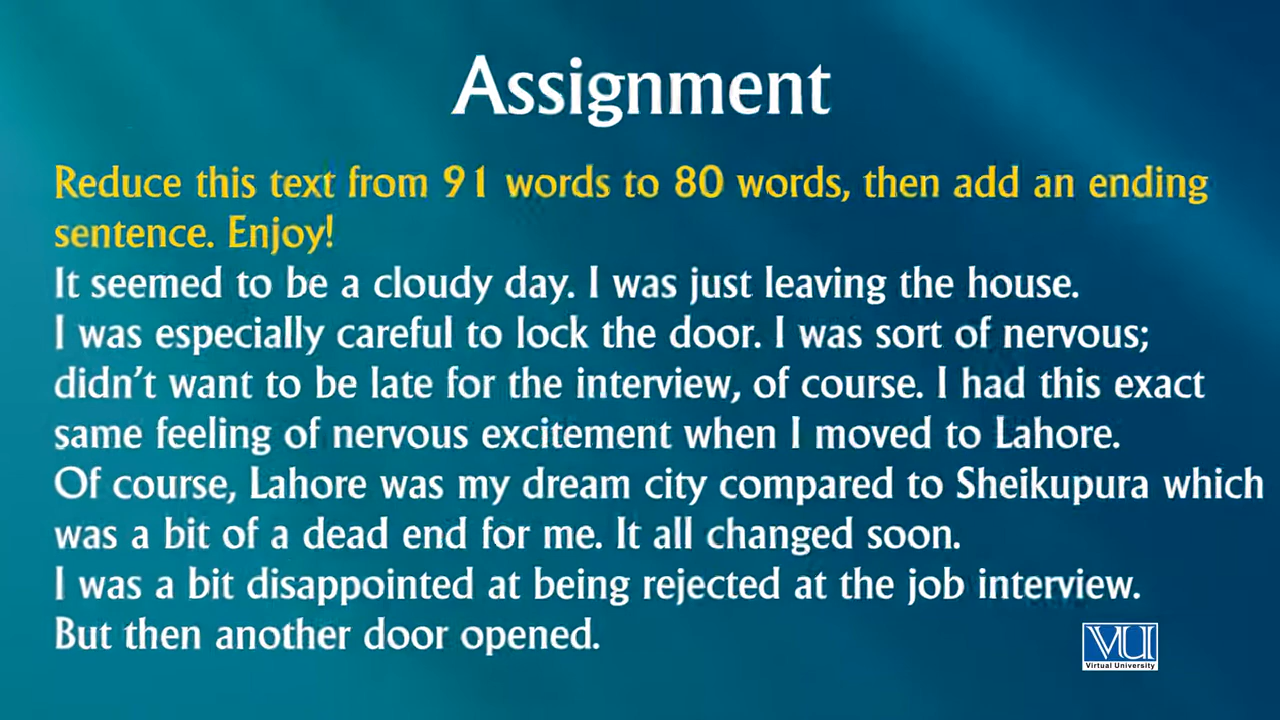 Assignment
Reduce this text from 91 words to 80 words, then add an ending
sentence. Enjoy!
It seemed to be a cloudy day. I was just leaving the house.
I was especially careful to lock the door. I was sort of nervous;
didn't want to be late for the interview, of course. I had this exact
same feeling of nervous excitement when I moved to Lahore.
Of course, Lahore was my dream city compared to Sheikupura which
was a bit of a dead end for me. It all changed soon.
I was a bit disappointed at being rejected at the job interview.
But then another door opened.
VU
Virtual University